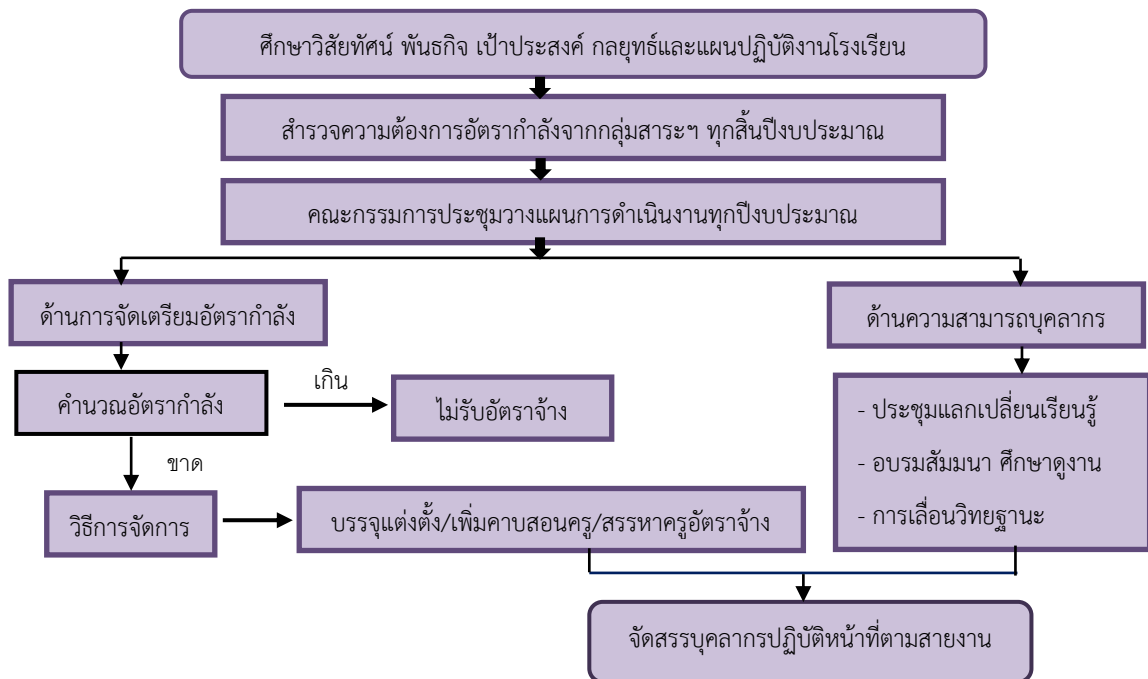 ศึกษาวิสัยทัศน์ พันธกิจ เป้าประสงค์ กลยุทธ์และแผนปฏิบัติงานโรงเรียน
สำรวจความต้องการอัตรากำลังจากกลุ่มสาระฯ ทุกสิ้นปีงบประมาณ
คณะกรรมการประชุมวางแผนการดำเนินงานทุกปีงบประมาณ
ด้านการจัดเตรียมอัตรากำลัง
ด้านความสามารถบุคลากร
คำนวณอัตรากำลัง
เกิน
ไม่รับอัตราจ้าง
- ประชุมแลกเปลี่ยนเรียนรู้
- อบรมสัมมนา ศึกษาดูงาน
- การเลื่อนวิทยฐานะ
ขาด
วิธีการจัดการ
บรรจุแต่งตั้ง/เพิ่มคาบสอนครู/สรรหาครูอัตราจ้าง
จัดสรรบุคลากรปฏิบัติหน้าที่ตามสายงาน